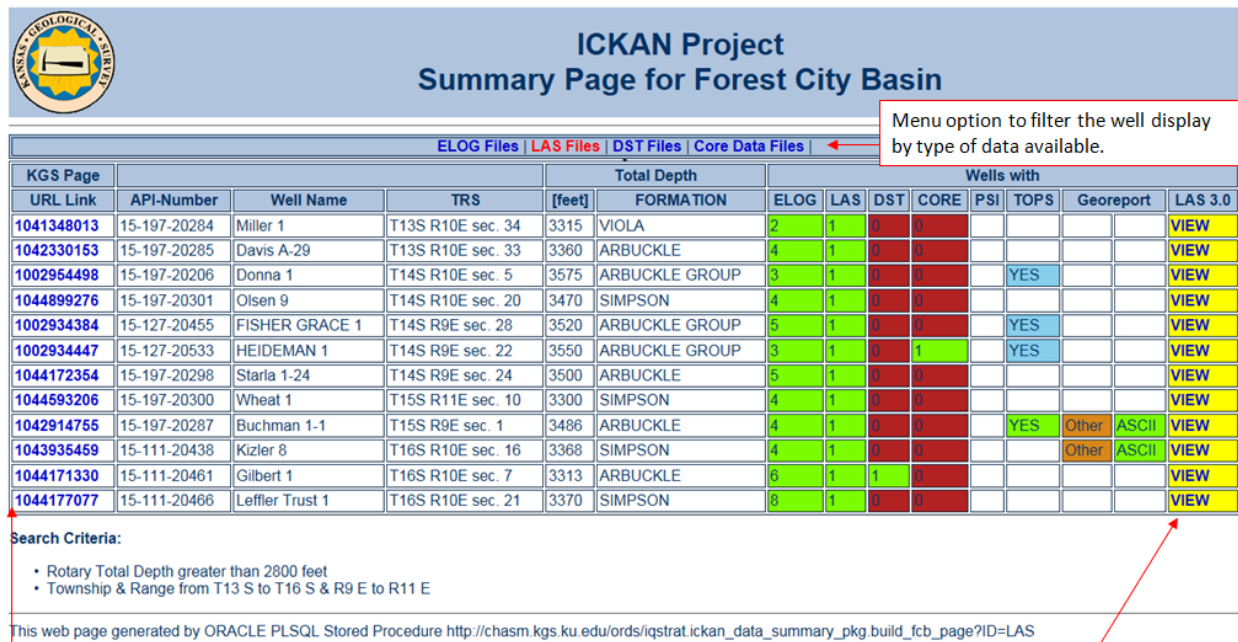 KANSAS GEOLOGICAL SURVEY
ICKAN Project
Summary Page for Forest City Basin
Menu option to filter the well display
by type of data available.
ELOG Files | LAS Files | DST Files | Core Data Files |
KGS Page Total Depth Wells with
URL Link API-Number Well Name TRS [feet] FORMATION ELOG LAS DST CORE PSI TOPS Georeport LAS 3.0
1041348013 15-197-20284 Miller 1 T13S R10E sec. 34 3315 VIOLA 2 1 0 0 VIEW
1042330153 15-197-20285 Davis A-29 T13S R10E sec. 33 3360 ARBUCKLE 4 1 0 0 VIEW
1002954498 15-197-20206 Donna 1 T14S R10E sec. 5 3575 ARBUCKLE GROUP 3 1 0 0 YES VIEW
1044899276 15-197-20301 Olsen 9 T14S R10E sec. 20 3470 SIMPSON 4 1 0 0 VIEW
1002934384 15-127-20455 FISHER GRACE 1 T14S R9E sec. 28 3520 ARBUCKLE GROUP 5 1 0 0 YES VIEW
1002934447 15-127-20533 HEIDEMAN 1 T14S R9E sec. 22 3550 ARBUCKLE GROUP 3 1 0 1 YES VIEW
1044172354 15-197-20298 Starla 1-24 T14S R9E sec. 24 3500 ARBUCKLE 5 1 0 0 VIEW
1044593206 15-197-20300 Wheat 1 T15S R11E sec. 10 3300 SIMPSON 4 1 0 0 VIEW
1042914755 15-197-20287 Buchman 1-1 T15S R9E sec. 1 3486 ARBUCKLE 4 1 0 0 YES Other ASCII VIEW
1043935459 15-111-20438 Kizler 8 T16S R10E sec. 16 3368 SIMPSON 4 1 0 0 Other ASCII VIEW
1044171330 15-111-20461 Gilbert 1 T16S R10E sec. 7 3313 ARBUCKLE 6 1 1 0 VIEW
1044177077 15-111-20466 Leffler Trust 1 T16S R10E sec. 21 3370 SIMPSON 8 1 0 0 VIEW
Search Criteria:
• Rotary Total Depth greater than 2800 feet
• Township & Range from T13 S to T16 S & R9 E to R11 E
This web page generated by ORACLE PLSQL Stored Procedure http://chasm.kgs.ku.edu/ords/iqstrat.ickan_data_summary_pkg.build_fcb_page?ID=LAS